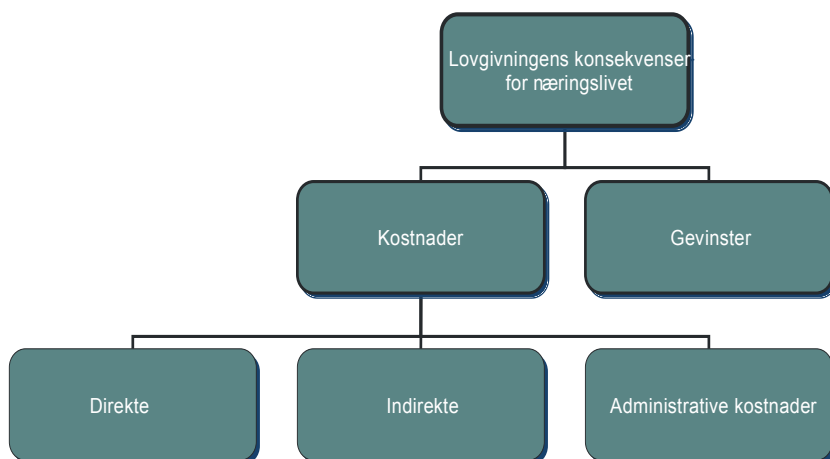 Lovgivningens konsekvenser
for næringslivet
Kostnader
Gevinster
Direkte
Indirekte
Administrative kostnader